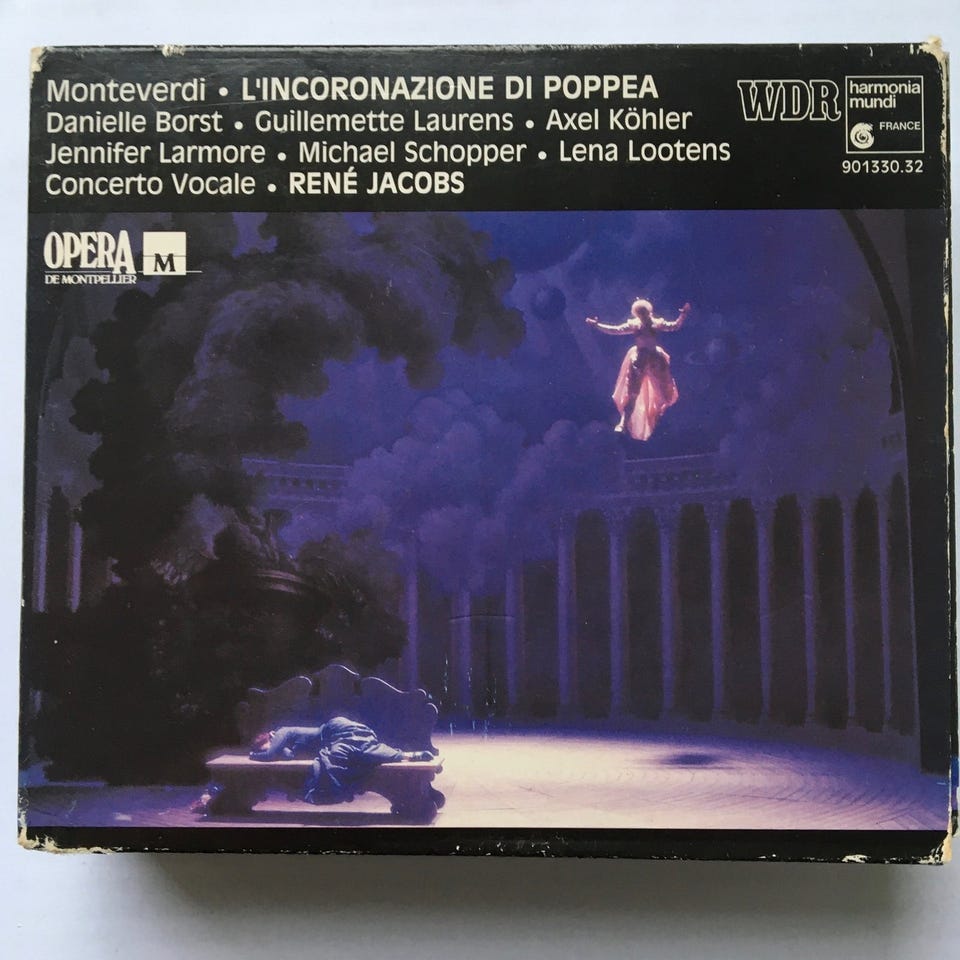 Monteverdi • L'INCORONAZIONE DI POPPEA
Danielle Borst • Guillemette Laurens • Axel Köhler
Jennifer Larmore • Michael Schopper • Lena Lootens
Concerto Vocale • RENÉ JACOBS
WDR
harmonia
mundi
FRANCE
901330.32
OPERA
DE MONTPELLIER
M